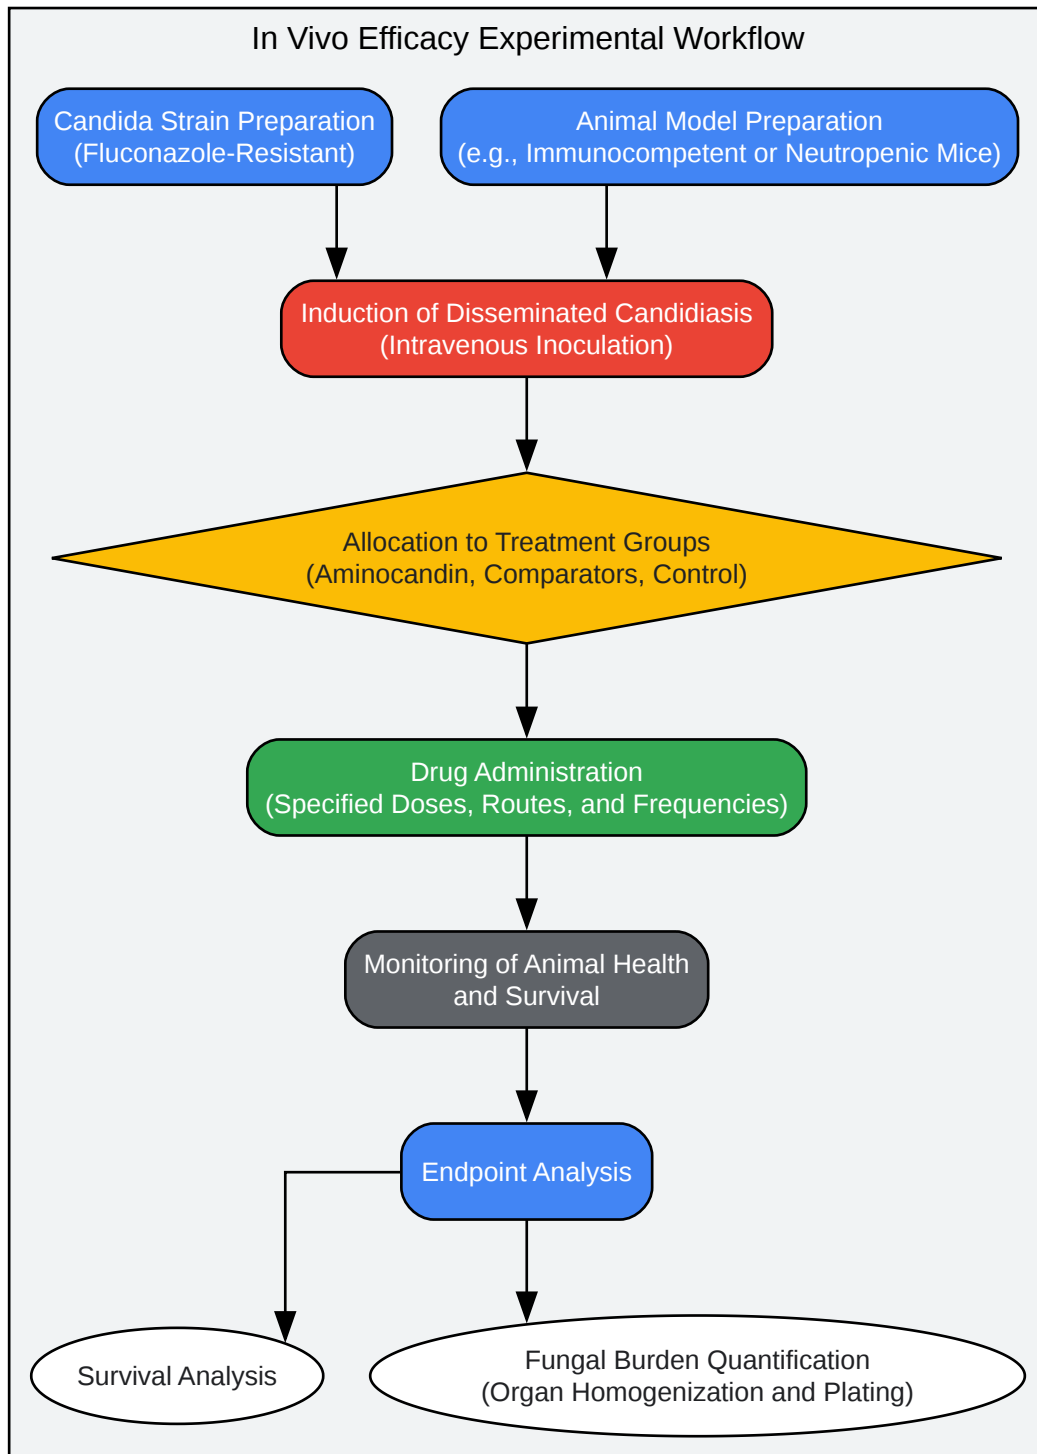 In Vivo Efficacy Experimental Workflow
Candida Strain Preparation
(Fluconazole-Resistant)
Animal Model Preparation
(e.g., Immunocompetent or Neutropenic Mice)
Induction of Disseminated Candidiasis
(Intravenous Inoculation)
Allocation to Treatment Groups
(Aminocandin, Comparators, Control)
Drug Administration
(Specified Doses, Routes, and Frequencies)
Monitoring of Animal Health
and Survival
Endpoint Analysis
Survival Analysis
Fungal Burden Quantification
(Organ Homogenization and Plating)